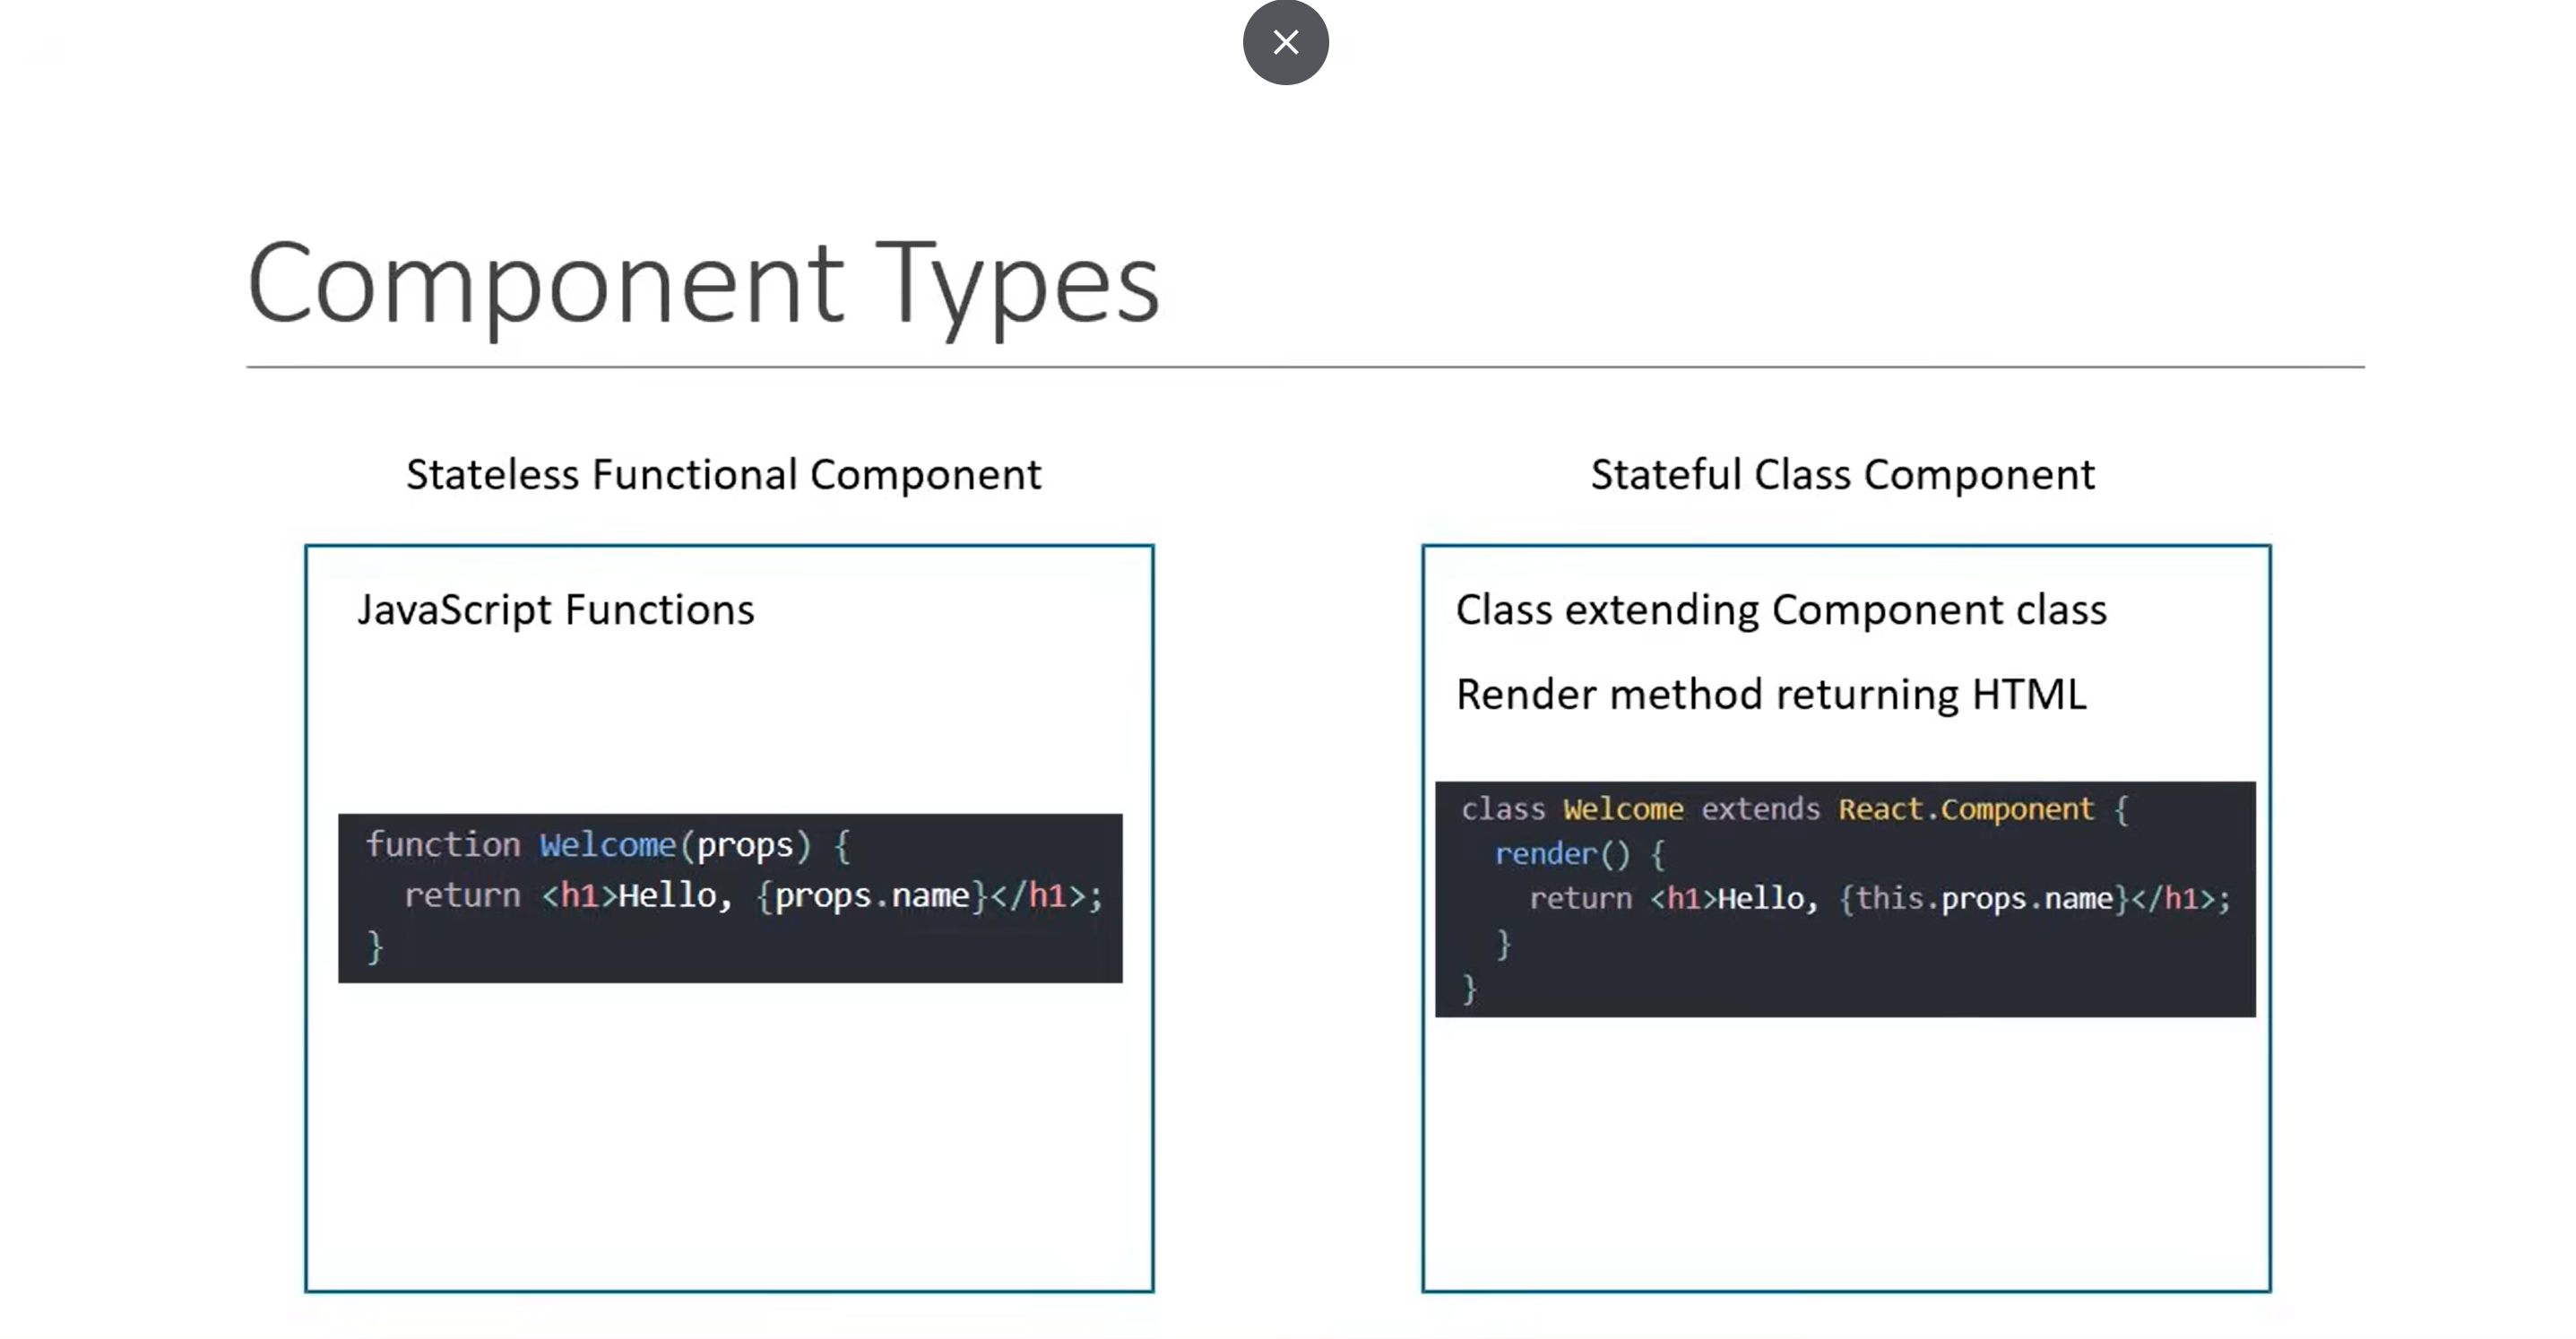 Component Types
Stateless Functional Component
JavaScript Functions
function Welcome(props) {
  return <h1>Hello, {props.name}</h1>;
}
Stateful Class Component
Class extending Component class
Render method returning HTML
class Welcome extends React.Component {
  render() {
    return <h1>Hello, {this.props.name}</h1>;
  }
}